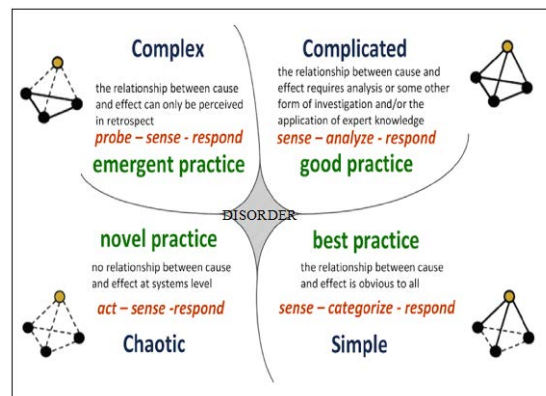 Complex
the relationship between cause
and effect can only be perceived
in retrospect
probe – sense - respond
emergent practice
Complicated
the relationship between cause and
effect requires analysis or some other
form of investigation and/or the
application of expert knowledge
sense – analyze - respond
good practice
DISORDER
novel practice
no relationship between cause
and effect at systems level
act – sense -respond
Chaotic
best practice
the relationship between cause
and effect is obvious to all
sense – categorize - respond
Simple